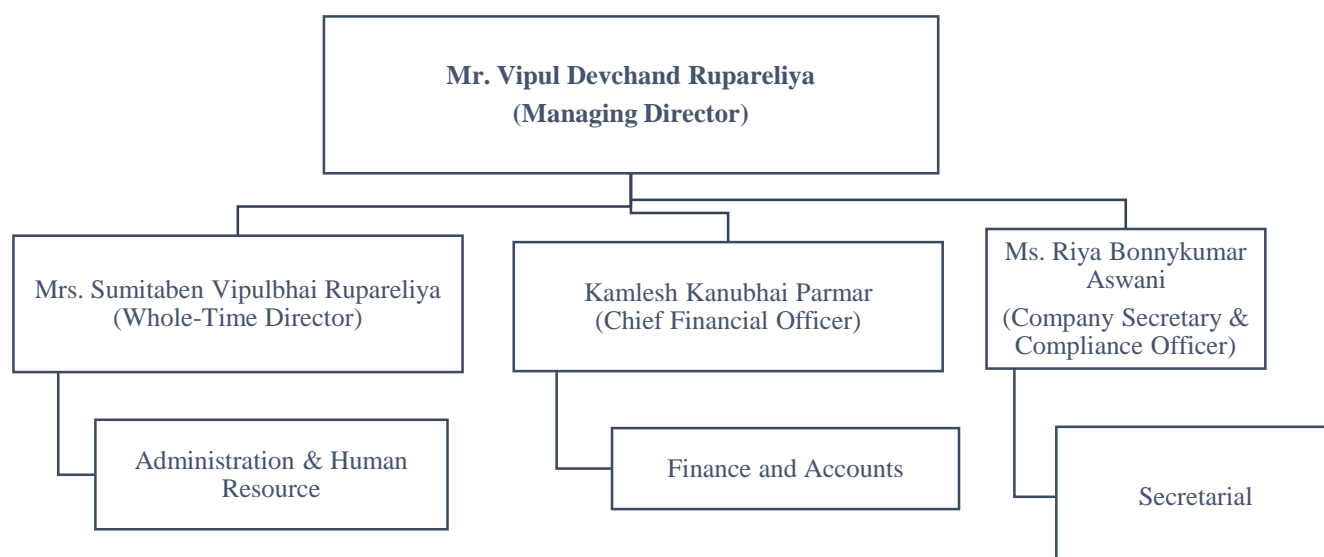 Mr. Vipul Devchand Rupareliya
(Managing Director)
Mrs. Sumitaben Vipulbhai Rupareliya
(Whole-Time Director)
Kamlesh Kanubhai Parmar
(Chief Financial Officer)
Ms. Riya Bonnykumar
Aswani
(Company Secretary &
Compliance Officer)
Administration & Human
Resource
Finance and Accounts
Secretarial